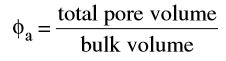 ϕa = total pore volume / bulk volume